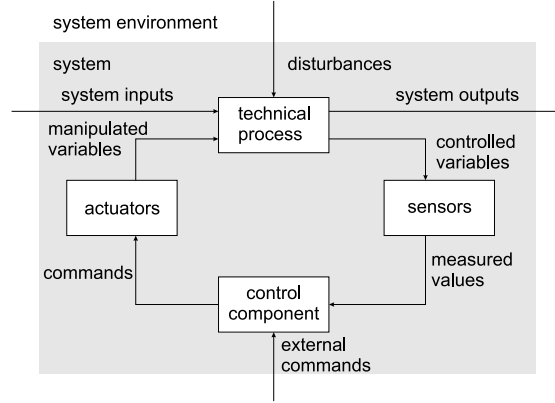 system environment
system
disturbances
system inputs
system outputs
manipulated
variables
technical
process
controlled
variables
actuators
sensors
commands
measured
values
control
component
external
commands